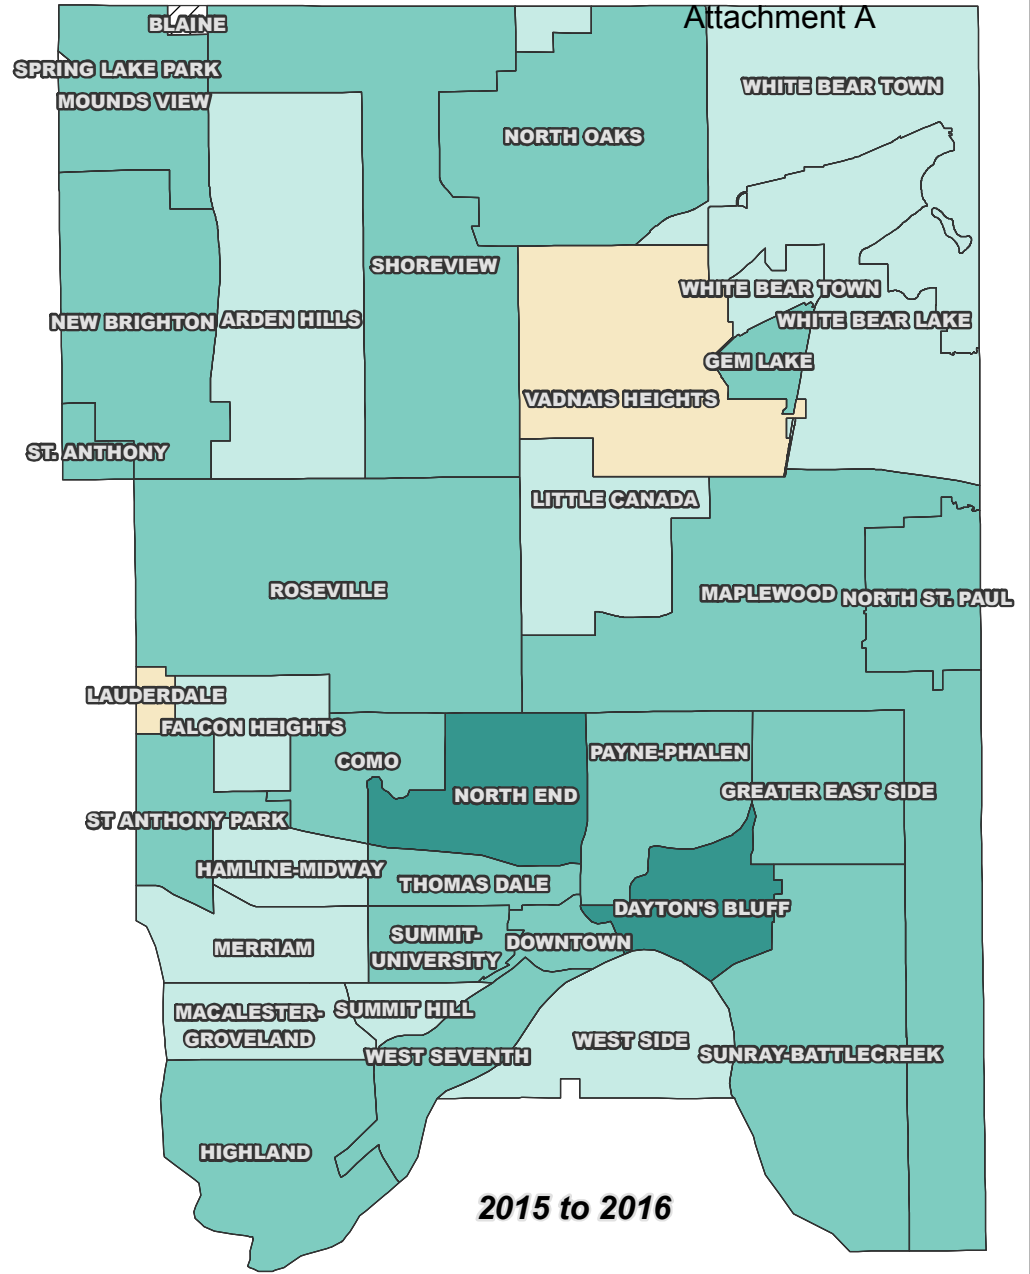 Attachment A
BLAINE
SPRING LAKE PARK
MOUNDS VIEW
WHITE BEAR TOWN
NORTH OAKS
SHOREVIEW
WHITE BEAR TOWN
NEW BRIGHTON
ARDEN HILLS
WHITE BEAR LAKE
GEM LAKE
VADNAIS HEIGHTS
ST. ANTHONY
LITTLE CANADA
ROSEVILLE
MAPLEWOOD
NORTH ST. PAUL
LAUDERDALE
FALCON HEIGHTS
COMO
PAYNE-PHALEN
NORTH END
GREATER EAST SIDE
ST ANTHONY PARK
HAMLINE-MIDWAY
THOMAS DALE
DAYTON'S BLUFF
MERRIAM
SUMMIT-
UNIVERSITY
DOWNTOWN
MACALESTER-
GROVELAND
SUMMIT HILL
WEST SEVENTH
WEST SIDE
SUNRAY-BATTLECREEK
HIGHLAND
2015 to 2016